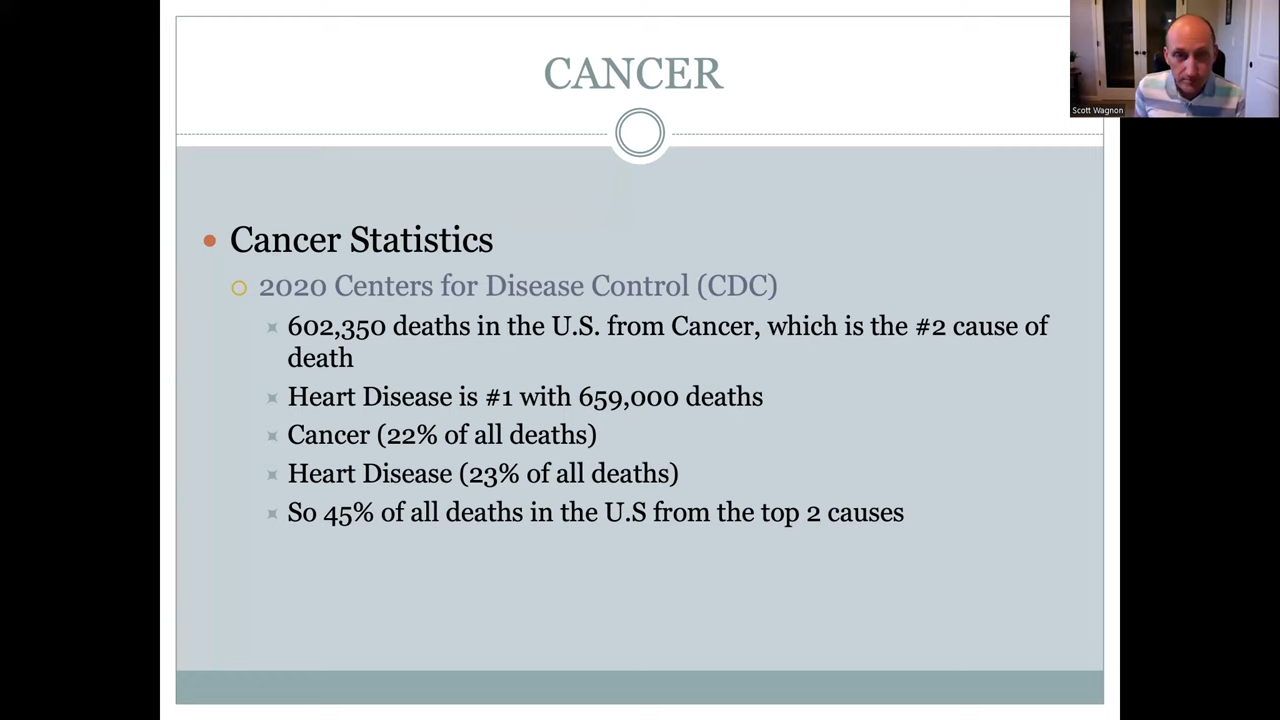 CANCER
Scott Wagnon
Cancer Statistics
2020 Centers for Disease Control (CDC)
602,350 deaths in the U.S. from Cancer, which is the #2 cause of
death
Heart Disease is #1 with 659,000 deaths
Cancer (22% of all deaths)
Heart Disease (23% of all deaths)
So 45% of all deaths in the U.S from the top 2 causes